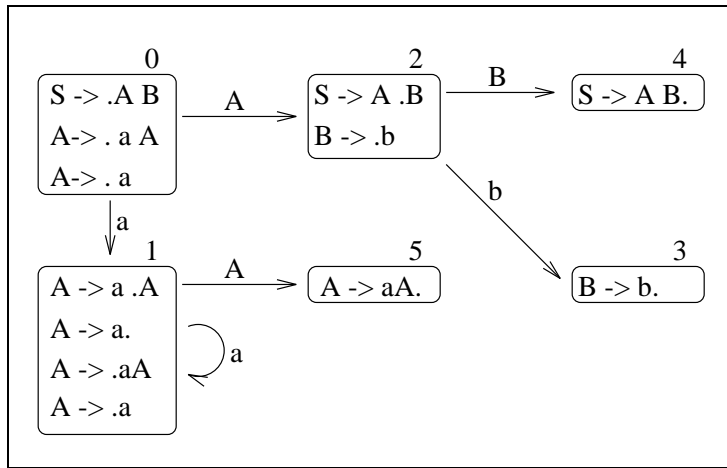 0
S -> .A B
A-> . a A
A-> . a
A
2
S -> A .B
B -> .b
B
4
S -> A B.
a
b
1
A -> a .A
A -> a.
A -> .aA
A -> .a
A
5
A -> aA.
3
B -> b.
a